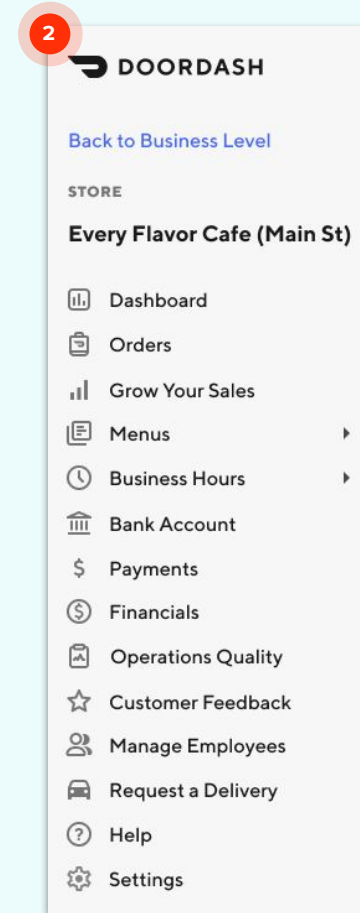 2
DOORDASH
Back to Business Level
STORE
Every Flavor Cafe (Main St)
Dashboard
Orders
Grow Your Sales
Menus
Business Hours
Bank Account
$ Payments
$ Financials
Operations Quality
Customer Feedback
Manage Employees
Request a Delivery
? Help
Settings